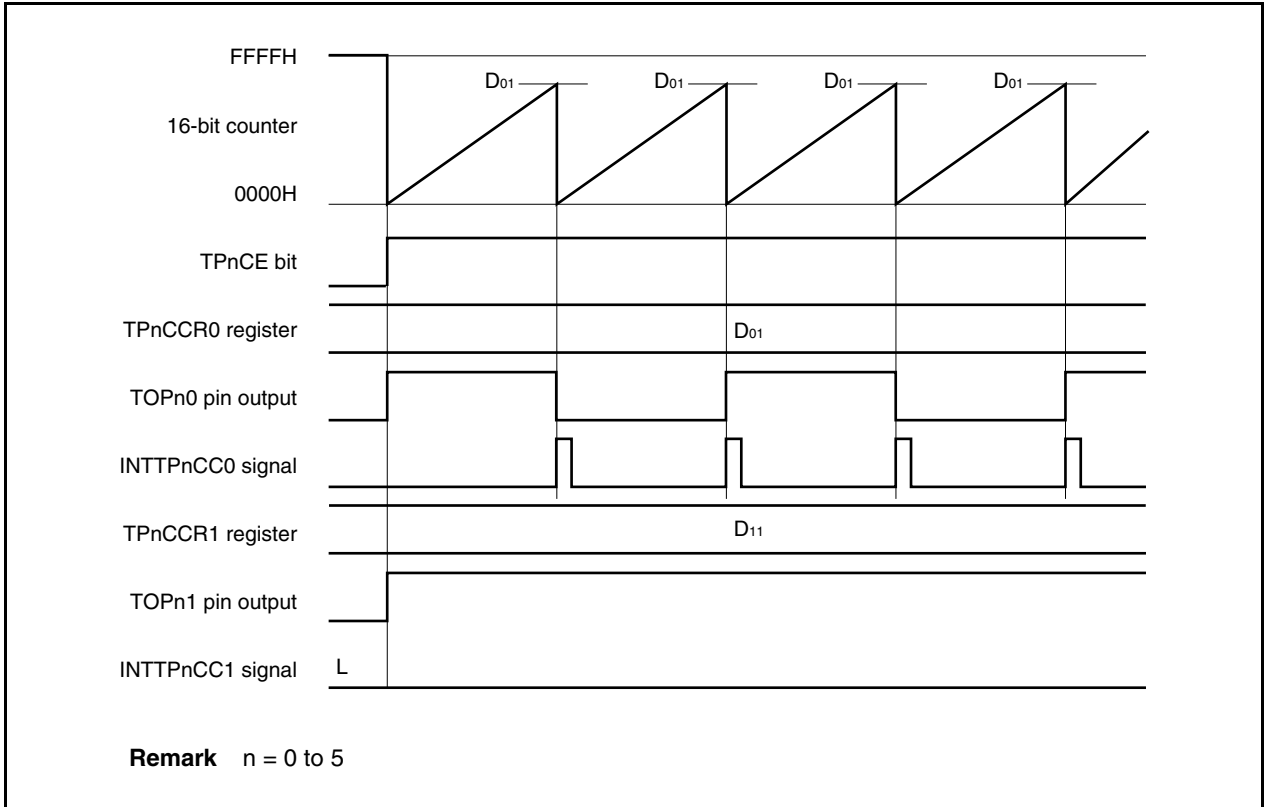 FFFFH
D01 D01 D01 D01
16-bit counter
0000H
TPnCE bit
TPnCCR0 register D01
TOPn0 pin output
INTTPnCC0 signal
TPnCCR1 register D11
TOPn1 pin output
INTTPnCC1 signal L
Remark n = 0 to 5